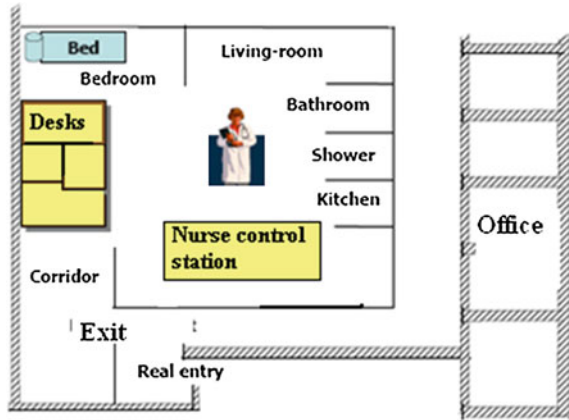 Bed
Living-room
Bedroom
Bathroom
Desks
Shower
Kitchen
Office
Nurse control
station
Corridor
Exit
Real entry